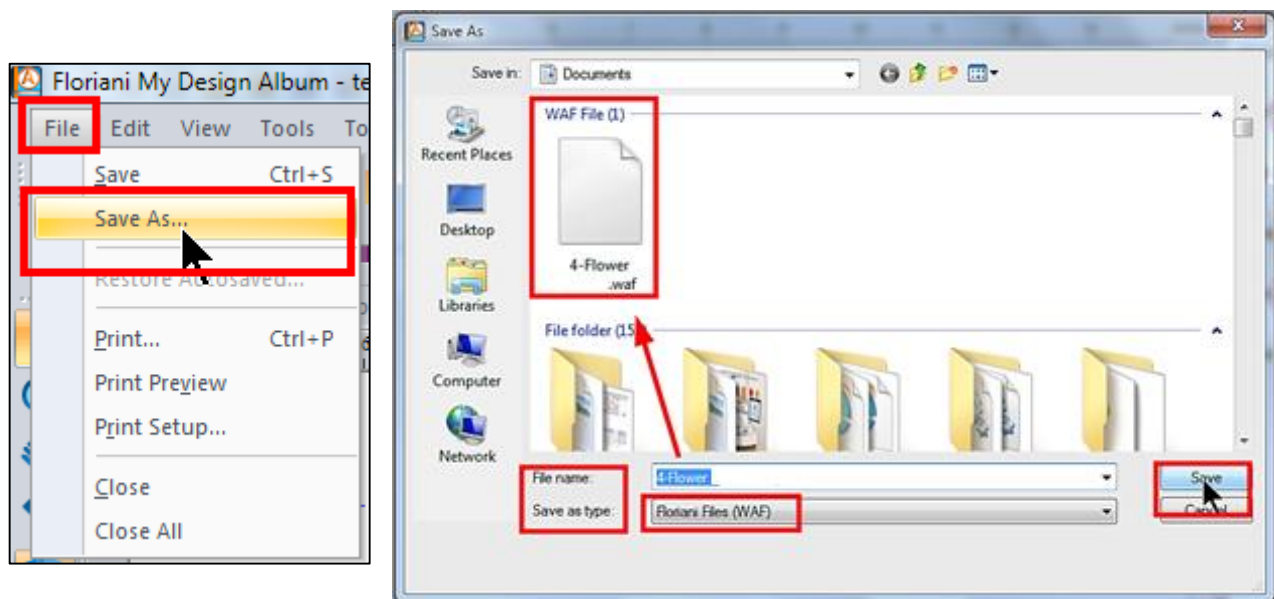 Floriani My Design Album - te
File Edit View Tools To
Save Ctrl+S
Save As...
Restore Autosaved...
Print... Ctrl+P
Print Preview
Print Setup...
Close
Close All
Save As
Save in: Documents
Recent Places
Desktop
Libraries
Computer
Network
WAF File (1)
4-Flower
.waf
File folder (15
File name: 4-Flower_
Save as type: Floriani Files (WAF)
Save
Cancel